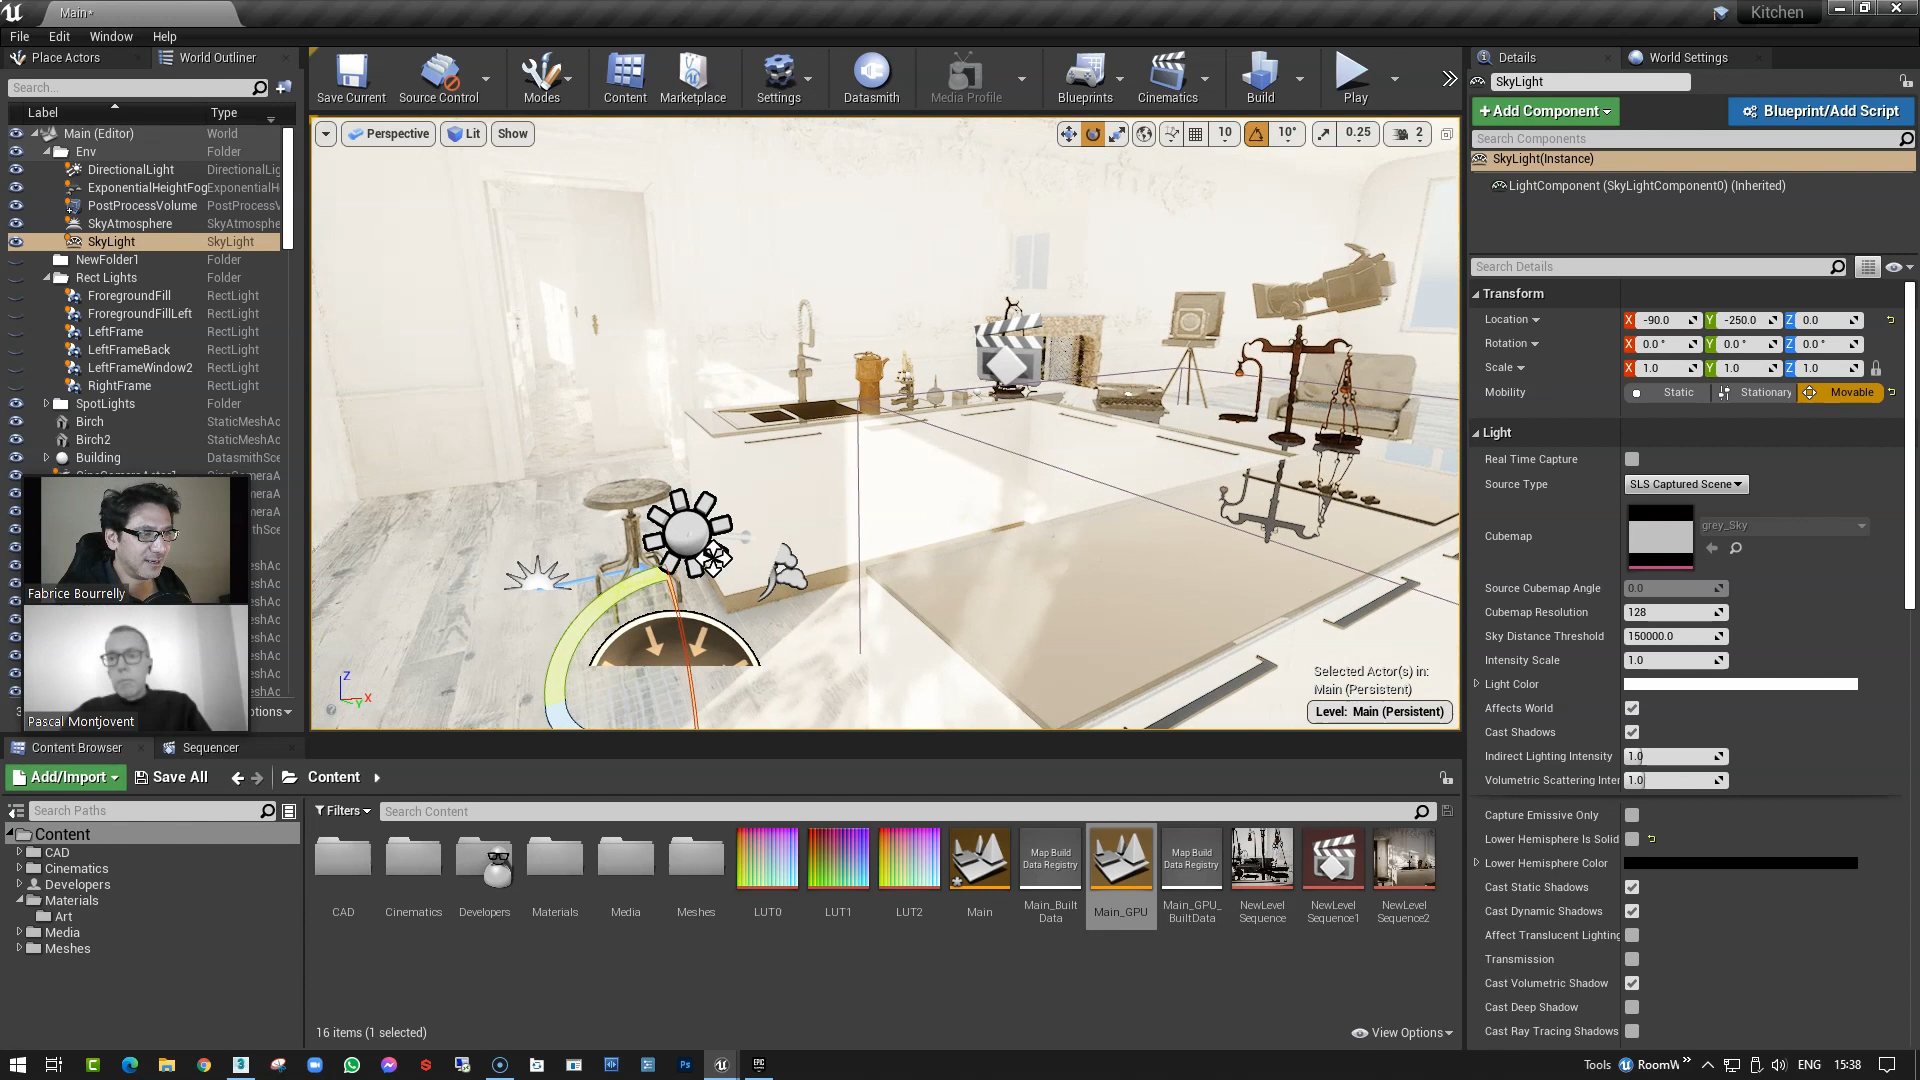 Main*
Kitchen
File Edit Window Help
Place Actors
World Outliner
Search...
Label Type
Main (Editor) World
Env Folder
DirectionalLight DirectionalLig
ExponentialHeightFog ExponentialH
PostProcessVolume PostProcessV
SkyAtmosphere SkyAtmosphe
SkyLight SkyLight
NewFolder1 Folder
Rect Lights Folder
FroregroundFill RectLight
FroregroundFillLeft RectLight
LeftFrame RectLight
LeftFrameBack RectLight
LeftFrameWindow2 RectLight
RightFrame RectLight
SpotLights Folder
Birch StaticMeshAc
Birch2 StaticMeshAc
Building DatasmithSce
Fabrice Bourrelly
Pascal Montjovent
Save Current Source Control Modes Content Marketplace Settings Datasmith Media Profile Blueprints Cinematics Build Play
Perspective Lit Show
10 10° 0.25 2
Selected Actor(s) in:
Main (Persistent)
Level: Main (Persistent)
Z
X
Y
Content Browser Sequencer
Add/Import Save All Content
Search Paths
Content
CAD
Cinematics
Developers
Materials
Art
Media
Meshes
Filters Search Content
Map Build
Data Registry
Map Build
Data Registry
CAD Cinematics Developers Materials Media Meshes LUT0 LUT1 LUT2 Main Main_Built Data Main_GPU Main_GPU_ BuiltData NewLevel Sequence NewLevel Sequence1 NewLevel Sequence2
16 items (1 selected)
View Options
Details World Settings
SkyLight
+Add Component Blueprint/Add Script
Search Components
SkyLight(Instance)
LightComponent (SkyLightComponent0) (Inherited)
Search Details
Transform
Location X -90.0 Y -250.0 Z 0.0
Rotation X 0.0 ° Y 0.0 ° Z 0.0 °
Scale X 1.0 Y 1.0 Z 1.0
Mobility Static Stationary Movable
Light
Real Time Capture
Source Type SLS Captured Scene
Cubemap grey_Sky
Source Cubemap Angle 0.0
Cubemap Resolution 128
Sky Distance Threshold 150000.0
Intensity Scale 1.0
Light Color
Affects World
Cast Shadows
Indirect Lighting Intensity 1.0
Volumetric Scattering Inter 1.0
Capture Emissive Only
Lower Hemisphere Is Solid
Lower Hemisphere Color
Cast Static Shadows
Cast Dynamic Shadows
Affect Translucent Lighting
Transmission
Cast Volumetric Shadow
Cast Deep Shadow
Cast Ray Tracing Shadows
Tools RoomW ENG 15:38